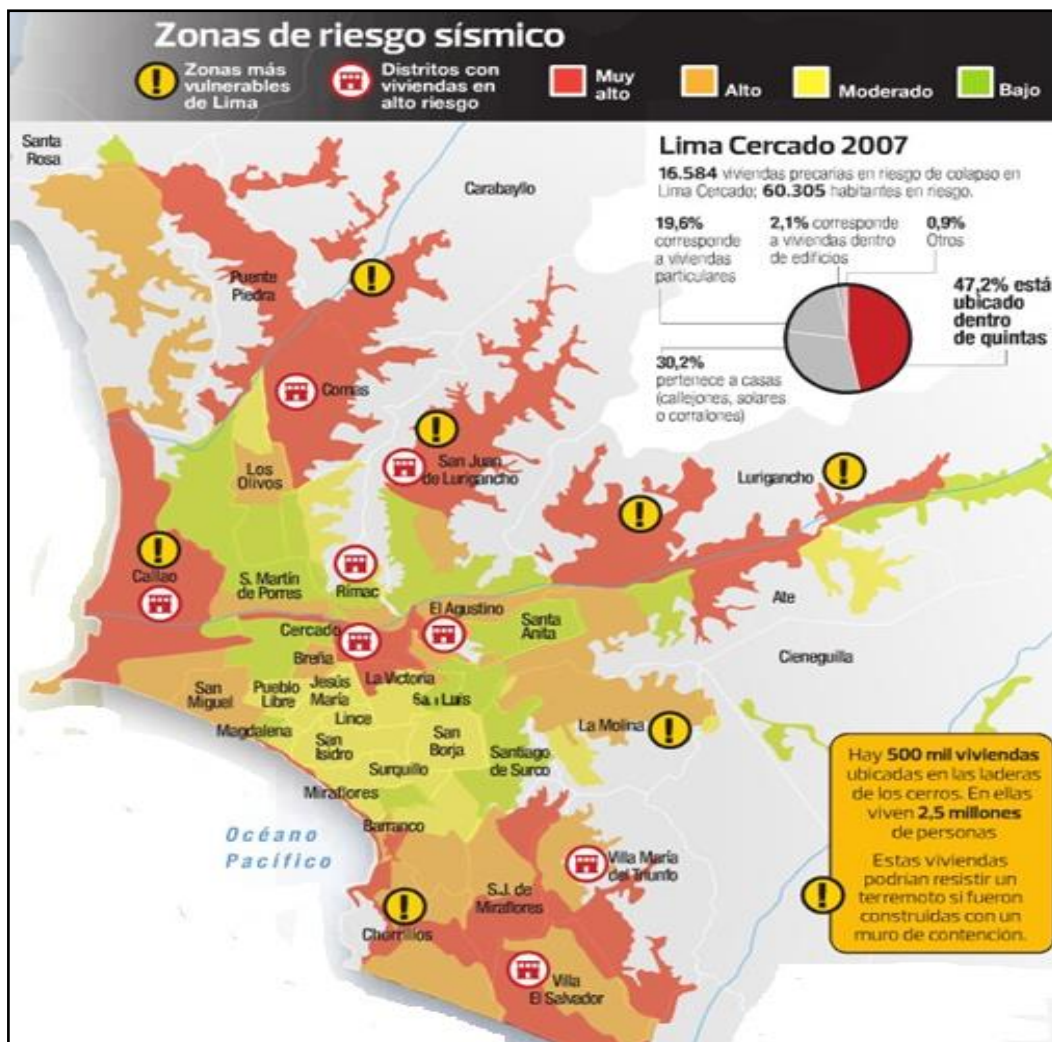 Zonas de riesgo sísmico
Zonas más
vulnerables
de Lima
Distritos con
viviendas en
alto riesgo
Muy
alto
Alto
Moderado
Bajo
Lima Cercado 2007
16.584 viviendas precarias en riesgo de colapso en
Lima Cercado; 60.305 habitantes en riesgo.
19,6%
corresponde
a viviendas
particulares
2,1% corresponde
a viviendas dentro
de edificios
0,9%
Otros
47,2% está
ubicado
dentro
de quintas
30,2%
pertenece a casas
(callejones, solares
o corralones)
Santa
Rosa
Carabayllo
Puente
Piedra
Comas
Los
Olivos
San Juan
de Lurigancho
Lurigancho
Callao
S. Martín
de Porres
Rímac
El Agustino
Santa
Anita
Ate
Cercado
Breña
La Victoria
Cieneguilla
San
Miguel
Pueblo
Libre
Jesús
María
San Luis
Magdalena
Lince
San
Isidro
San
Borja
La Molina
Surquillo
Santiago
de Surco
Miraflores
Barranco
Océano
Pacífico
Villa María
del Triunfo
S.J. de
Miraflores
Chorrillos
Villa
El Salvador
Hay 500 mil viviendas
ubicadas en las laderas
de los cerros. En ellas
viven 2,5 millones
de personas
Estas viviendas
podrían resistir un
terremoto si fueron
construidas con un
muro de contención.